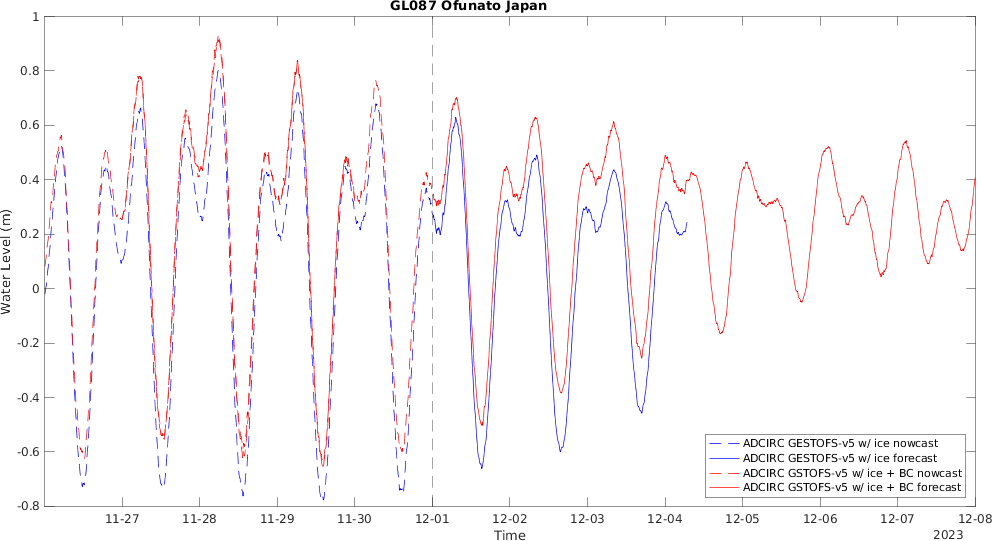 GL087 Ofunato Japan
1
0.8
0.6
0.4
0.2
0
-0.2
-0.4
-0.6
-0.8
Water Level (m)
ADCIRC GESTOFS-v5 w/ ice nowcast
ADCIRC GESTOFS-v5 w/ ice forecast
ADCIRC GSTOFS-v5 w/ ice + BC nowcast
ADCIRC GSTOFS-v5 w/ ice + BC forecast
11-27 11-28 11-29 11-30 12-01 12-02 12-03 12-04 12-05 12-06 12-07 12-08
Time
2023